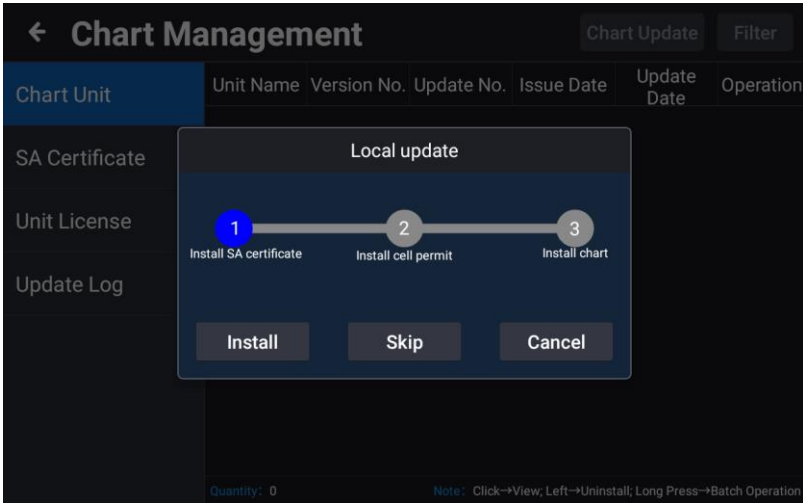 ← Chart Management
Chart Update
Filter
Chart Unit
SA Certificate
Unit License
Update Log
Unit Name Version No. Update No. Issue Date Update Date Operation
Local update
1 2 3
Install SA certificate Install cell permit Install chart
Install Skip Cancel
Quantity: 0
Note: Click→View; Left→Uninstall; Long Press→Batch Operation